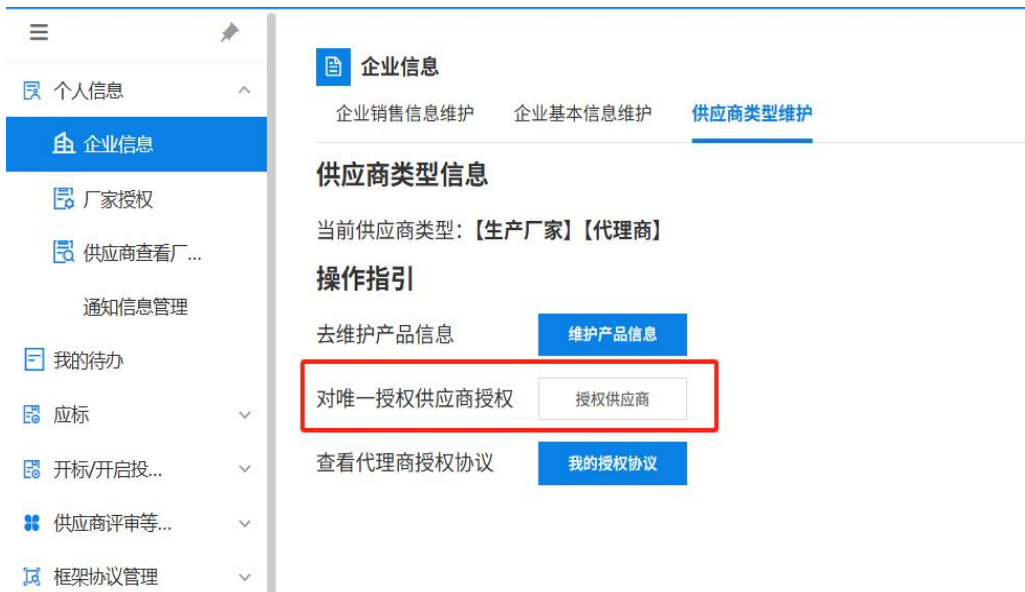 个人信息
企业信息
厂家授权
供应商查看厂...
通知信息管理
我的待办
应标
开标/开启投...
供应商评审等...
框架协议管理
企业信息
企业销售信息维护 企业基本信息维护 供应商类型维护
供应商类型信息
当前供应商类型：【生产厂家】【代理商】
操作指引
去维护产品信息 维护产品信息
对唯一授权供应商授权 授权供应商
查看代理商授权协议 我的授权协议